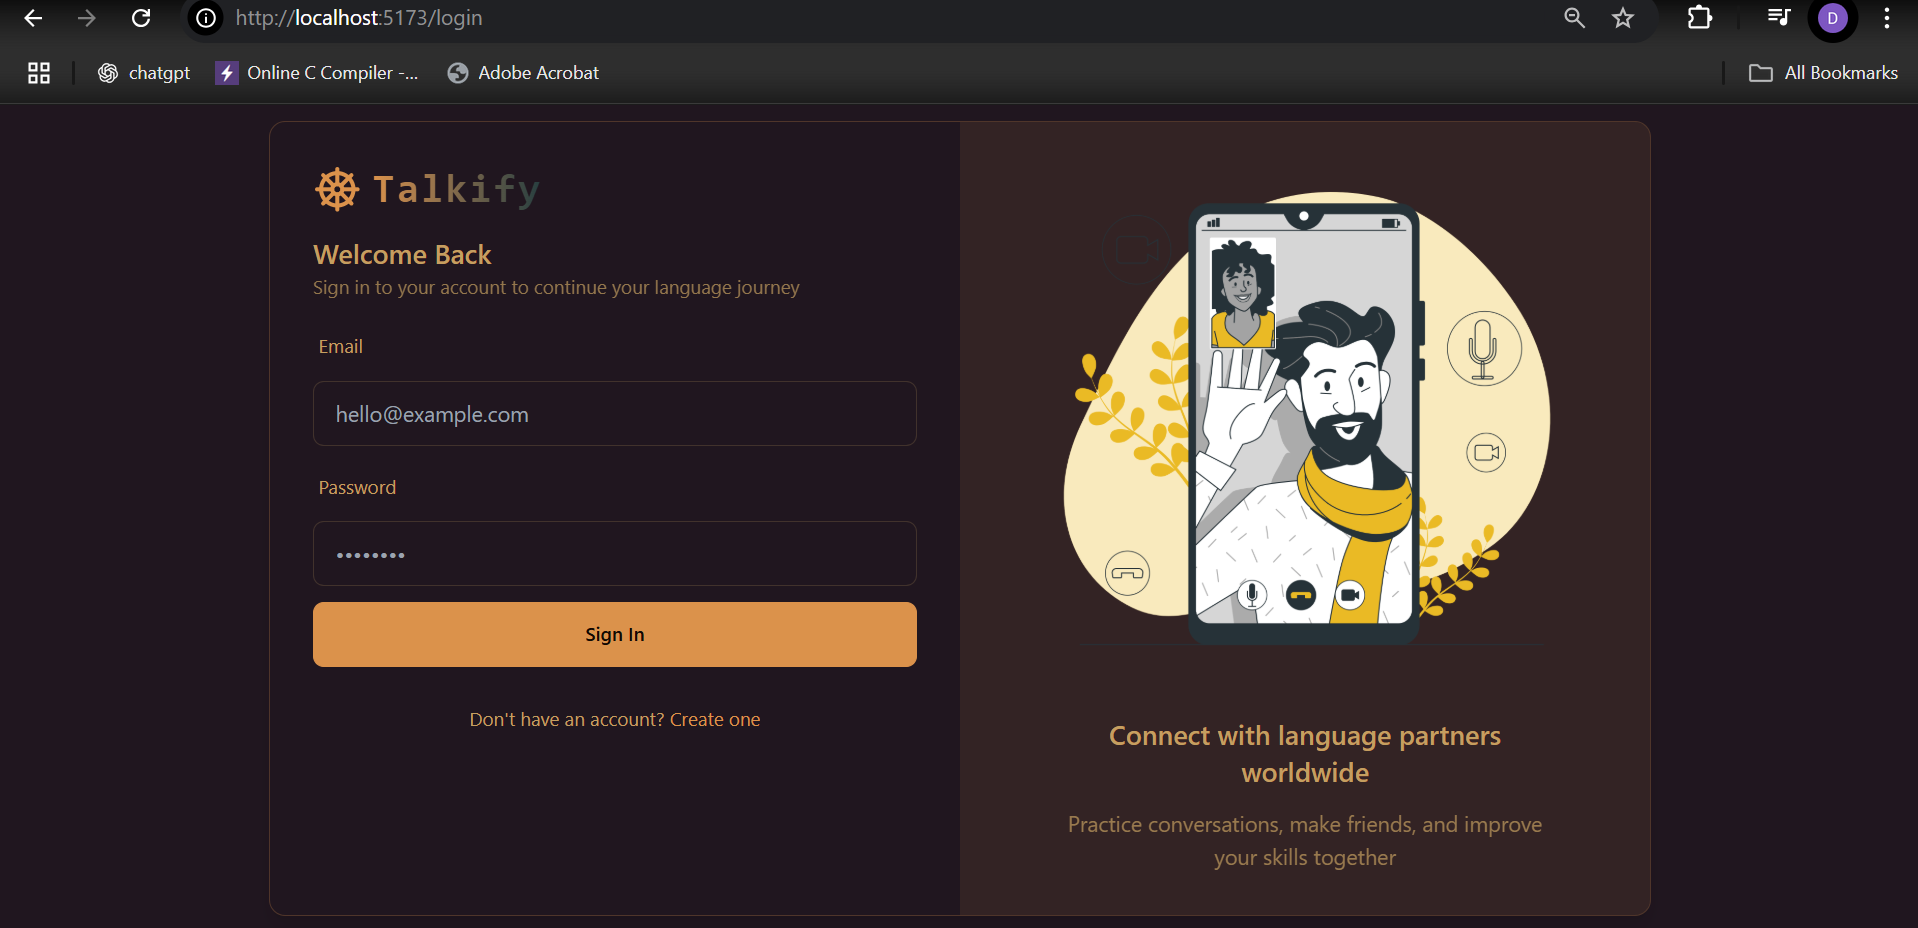 http://localhost:5173/login
D
chatgpt
Online C Compiler -...
Adobe Acrobat
All Bookmarks
Talkify
Welcome Back
Sign in to your account to continue your language journey
Email
hello@example.com
Password
••••••••
Sign In
Don't have an account? Create one
Connect with language partners
worldwide
Practice conversations, make friends, and improve
your skills together